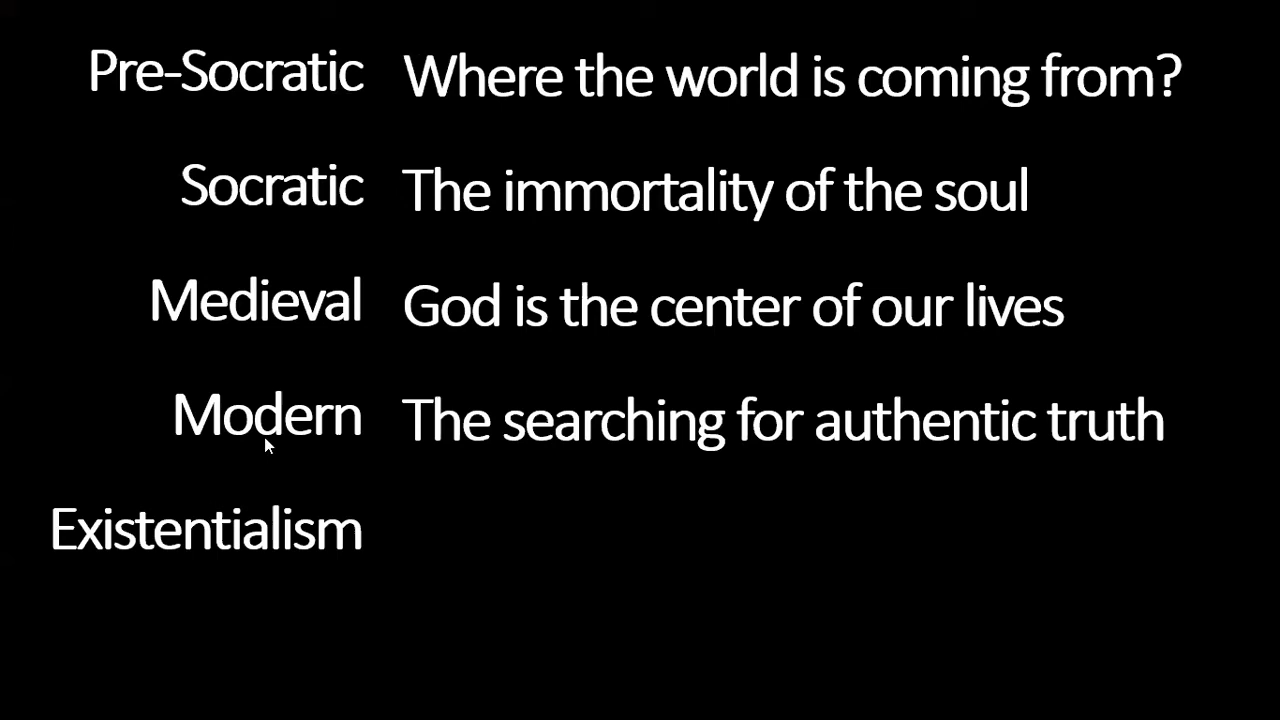 Pre-Socratic Where the world is coming from?
Socratic The immortality of the soul
Medieval God is the center of our lives
Modern The searching for authentic truth
Existentialism